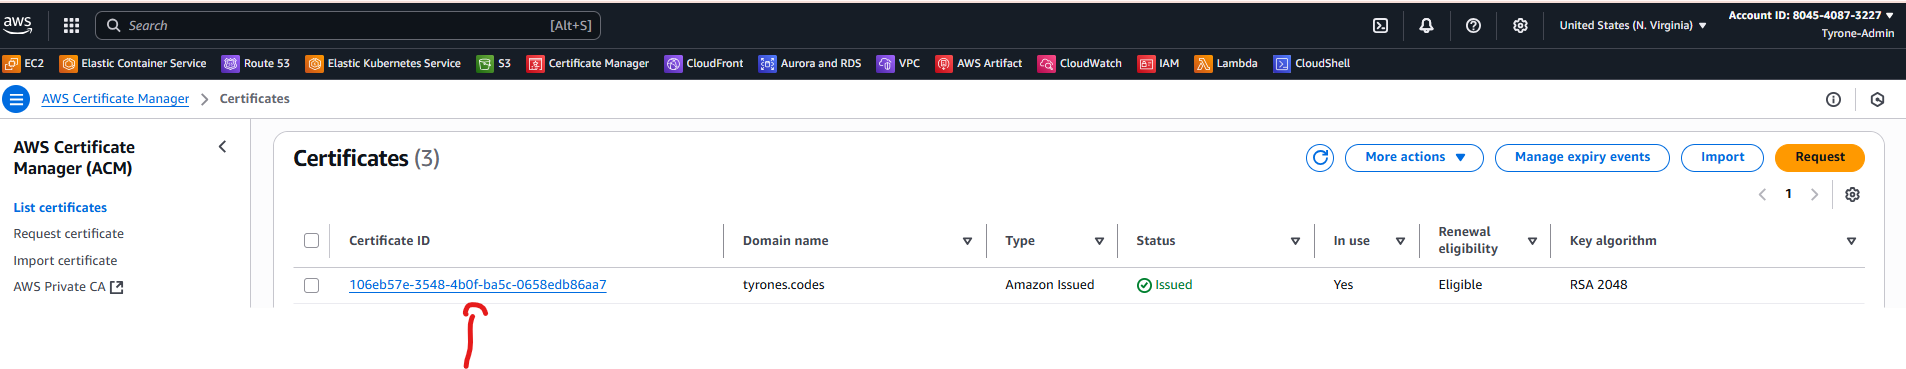 aws
Search [Alt+S]
United States (N. Virginia) ▼
Account ID: 8045-4087-3227 ▼
Tyrone-Admin
EC2 Elastic Container Service Route 53 Elastic Kubernetes Service S3 Certificate Manager CloudFront Aurora and RDS VPC AWS Artifact CloudWatch IAM Lambda CloudShell
AWS Certificate Manager > Certificates
AWS Certificate
Manager (ACM)
List certificates
Request certificate
Import certificate
AWS Private CA
Certificates (3)
More actions ▼ Manage expiry events Import Request
1
Certificate ID Domain name Type Status In use Renewal eligibility Key algorithm
106eb57e-3548-4b0f-ba5c-0658edb86aa7 tyrones.codes Amazon Issued Issued Yes Eligible RSA 2048